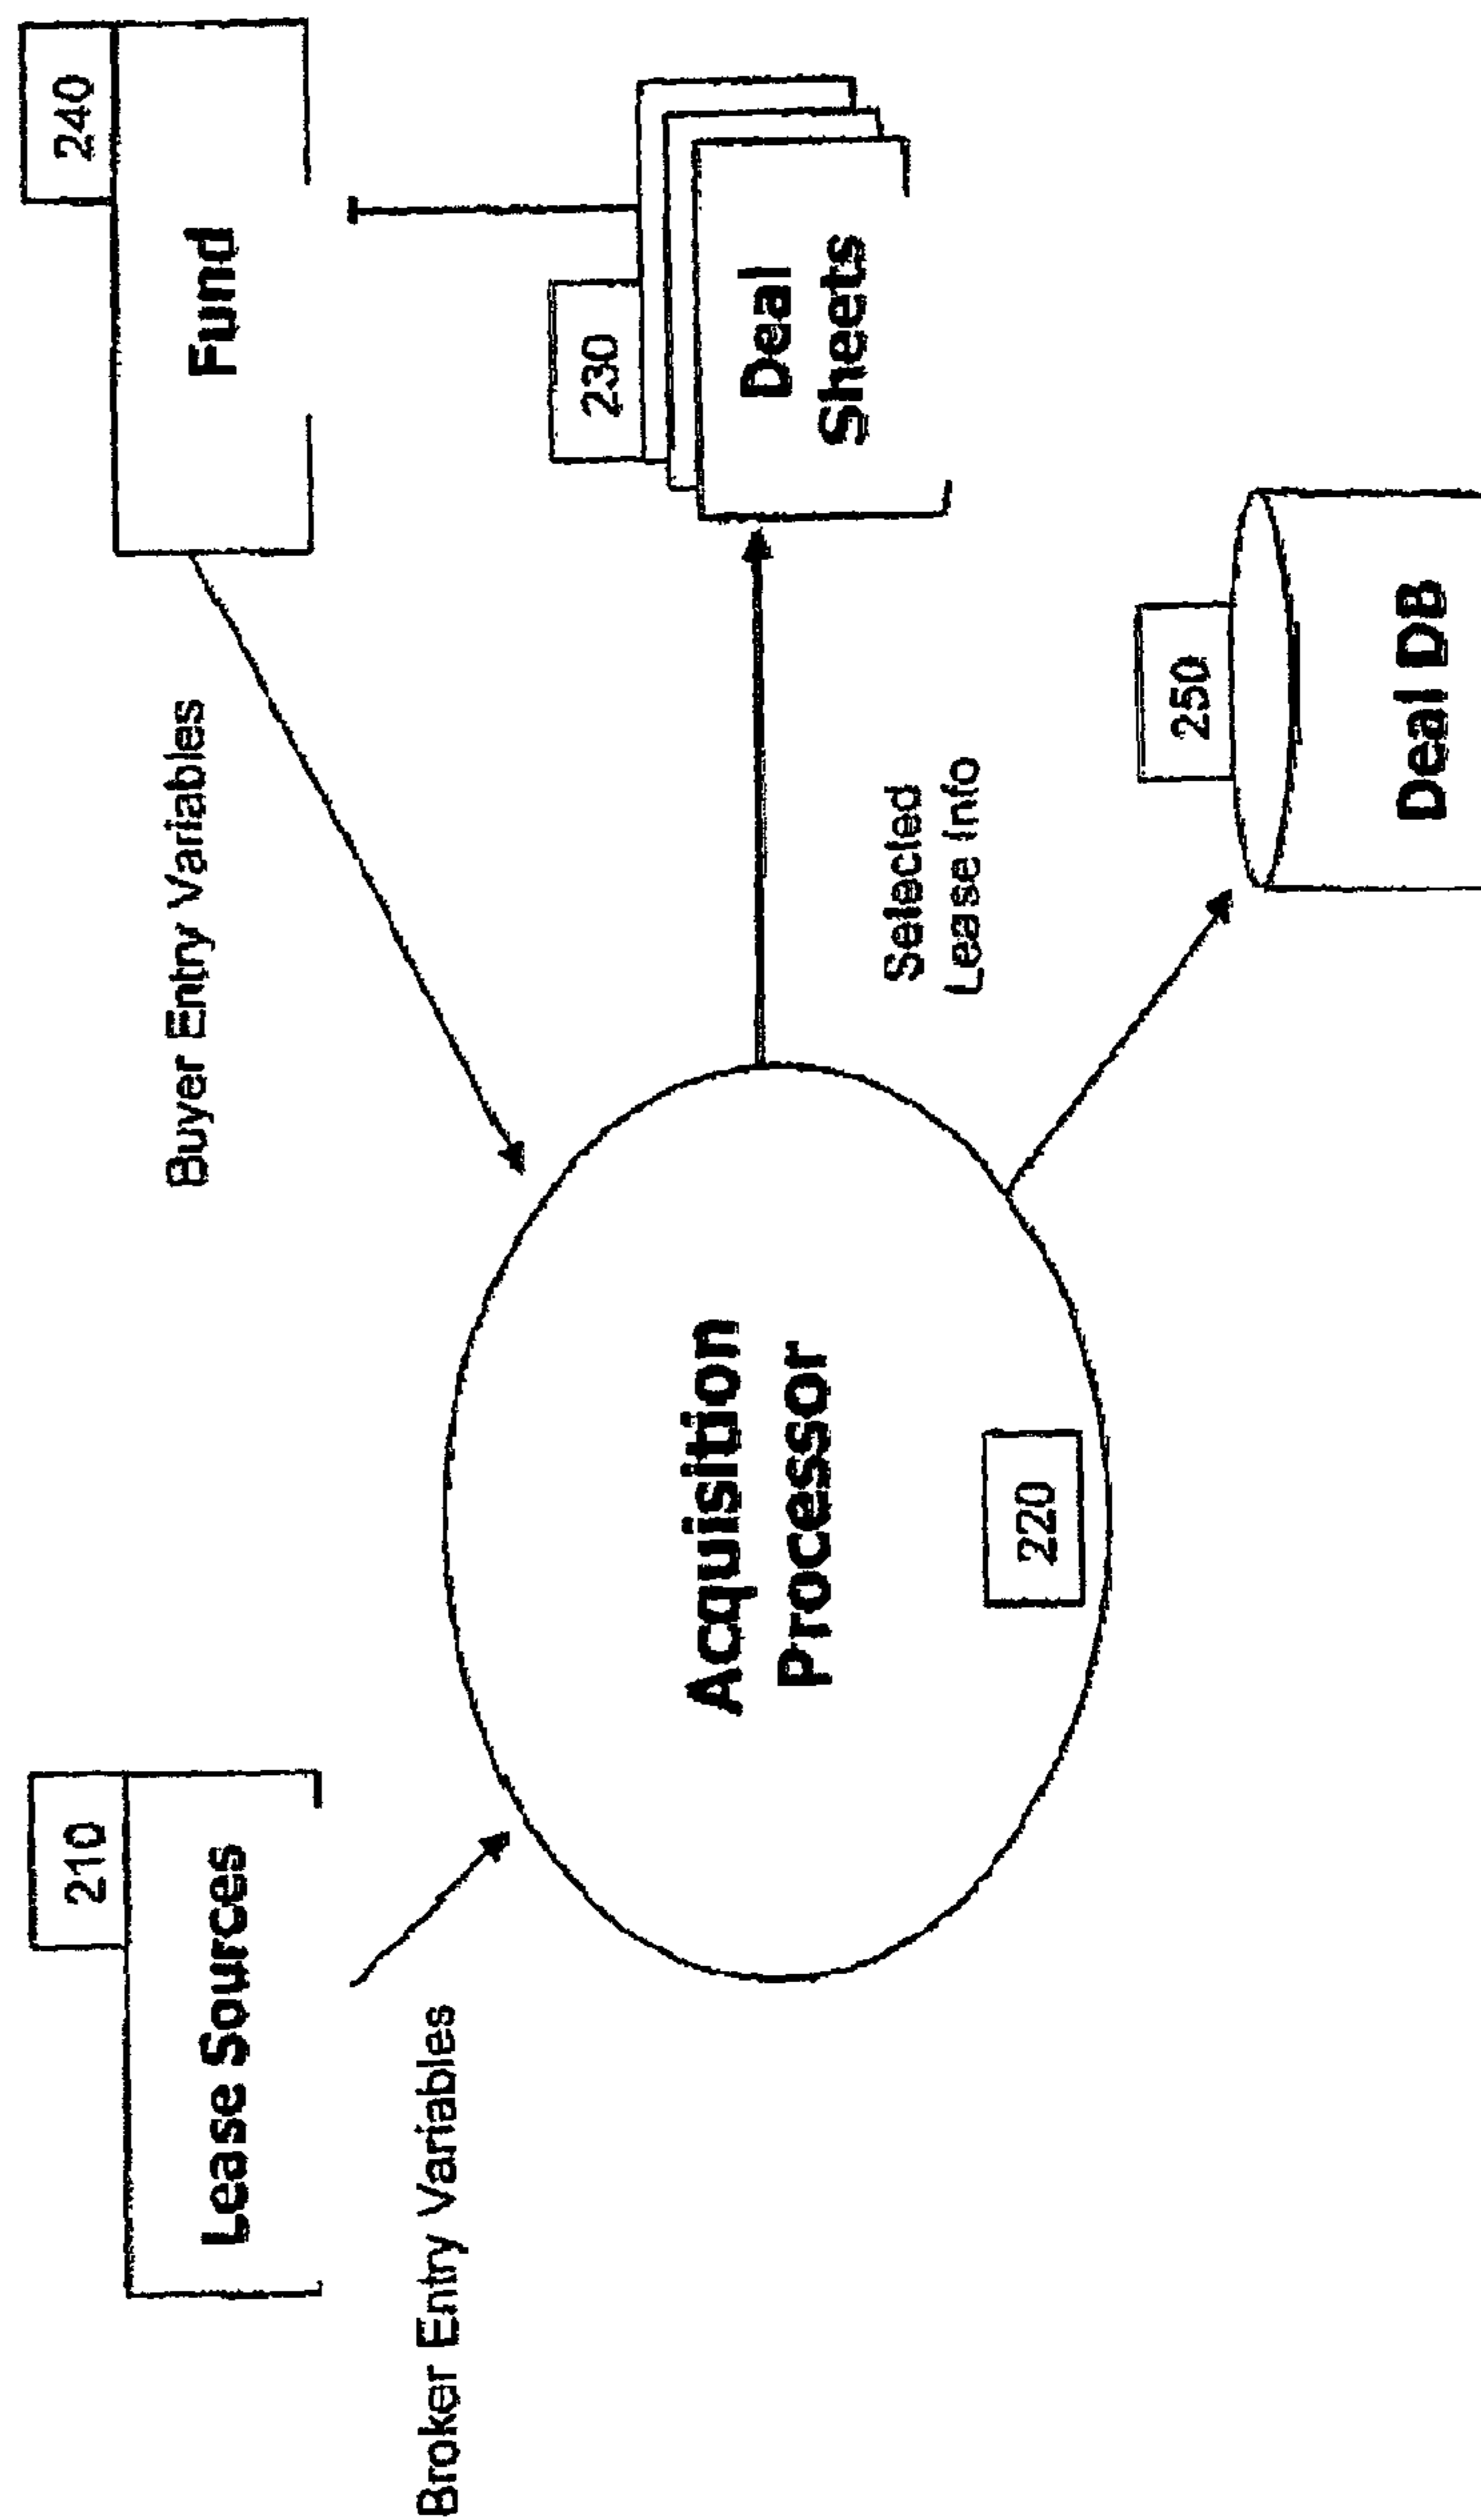 210
Lease Sources
Broker Entry Variables
Acquisition
Processor
220
Buyer Entry Variables
240
Fund
230
Deal
Sheets
Selected
Lease Info
250
Deal DB